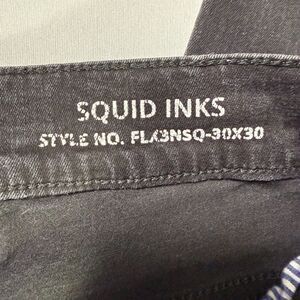 SQUID INKS
STYLE NO. FLX3NSQ-30X30